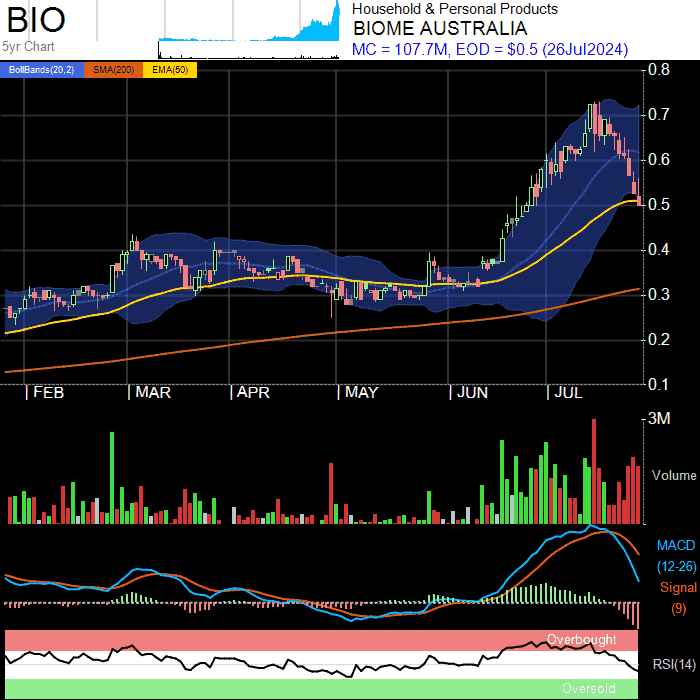 BIO
5yr Chart
Household & Personal Products
BIOME AUSTRALIA
MC = 107.7M, EOD = $0.5 (26Jul2024)
BollBands(20,2) SMA(200) EMA(50)
0.8
0.7
0.6
0.5
0.4
0.3
0.2
0.1
FEB MAR APR MAY JUN JUL
3M
Volume
MACD
(12-26)
Signal
(9)
Overbought
RSI(14)
Oversold